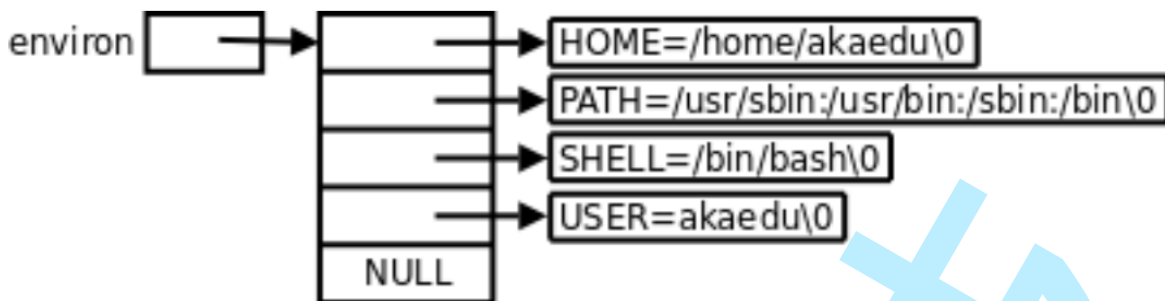 environ HOME=/home/akaedu\0
PATH=/usr/sbin:/usr/bin:/sbin:/bin\0
SHELL=/bin/bash\0
USER=akaedu\0
NULL